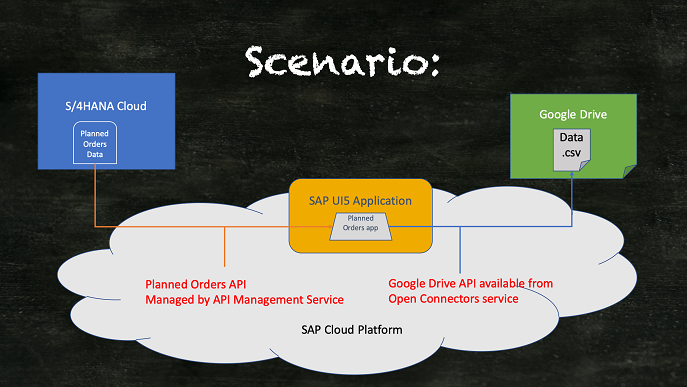 Scenario:
S/4HANA Cloud
Planned
Orders
Data
Google Drive
Data
.csv
SAP UI5 Application
Planned
Orders app
Planned Orders API
Managed by API Management Service
Google Drive API available from
Open Connectors service
SAP Cloud Platform